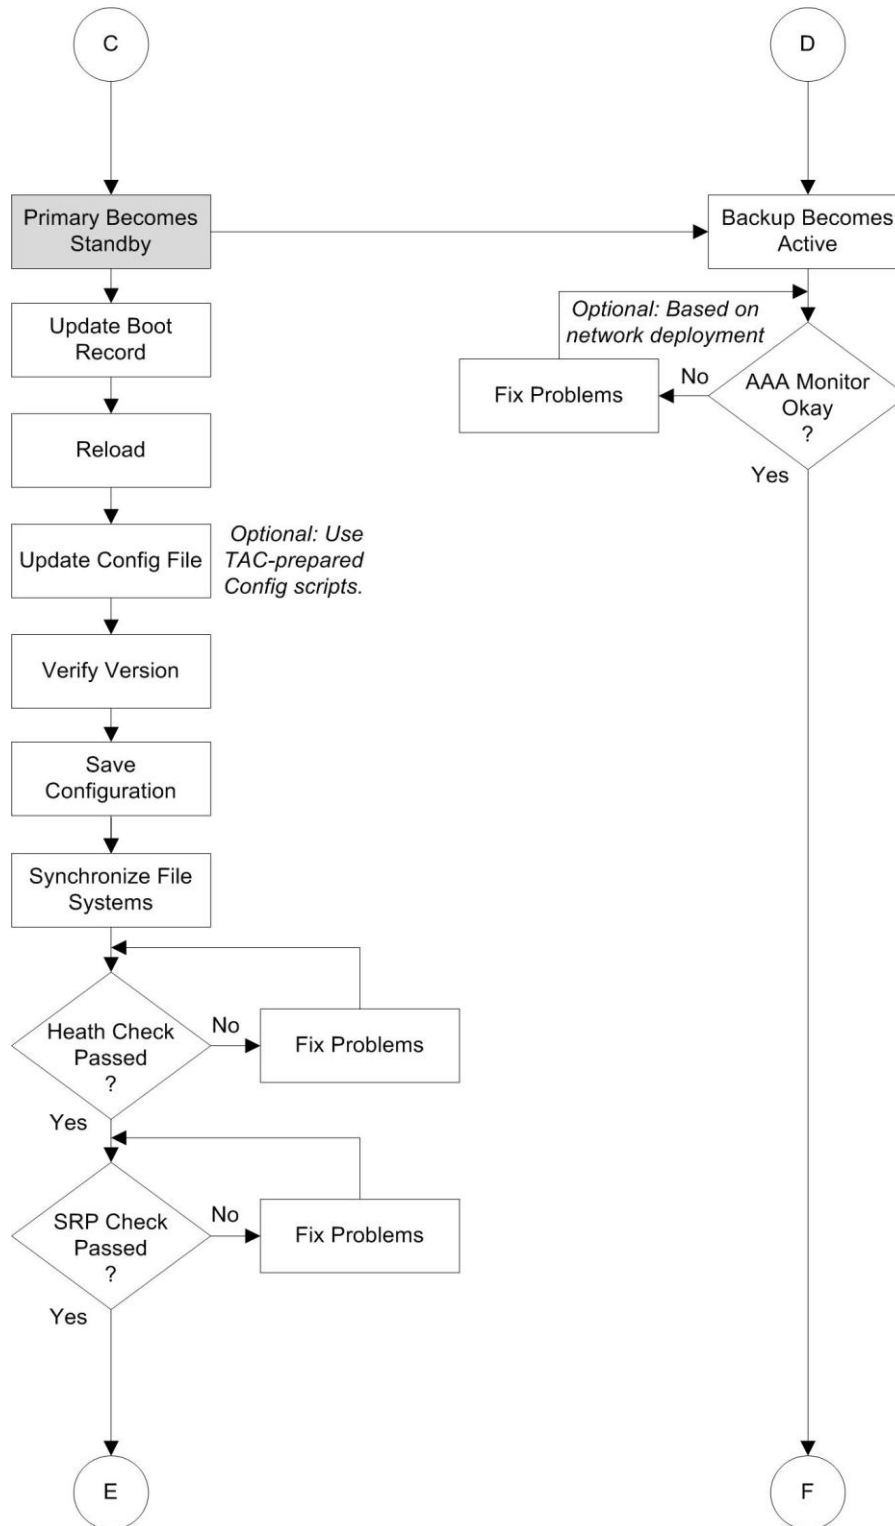 C
D
Primary Becomes
Standby
Backup Becomes
Active
Update Boot
Record
Optional: Based on
network deployment
Fix Problems
No
AAA Monitor
Okay
?
Yes
Reload
Update Config File
Optional: Use
TAC-prepared
Config scripts.
Verify Version
Save
Configuration
Synchronize File
Systems
Heath Check
Passed
?
No
Fix Problems
Yes
SRP Check
Passed
?
No
Fix Problems
Yes
E
F